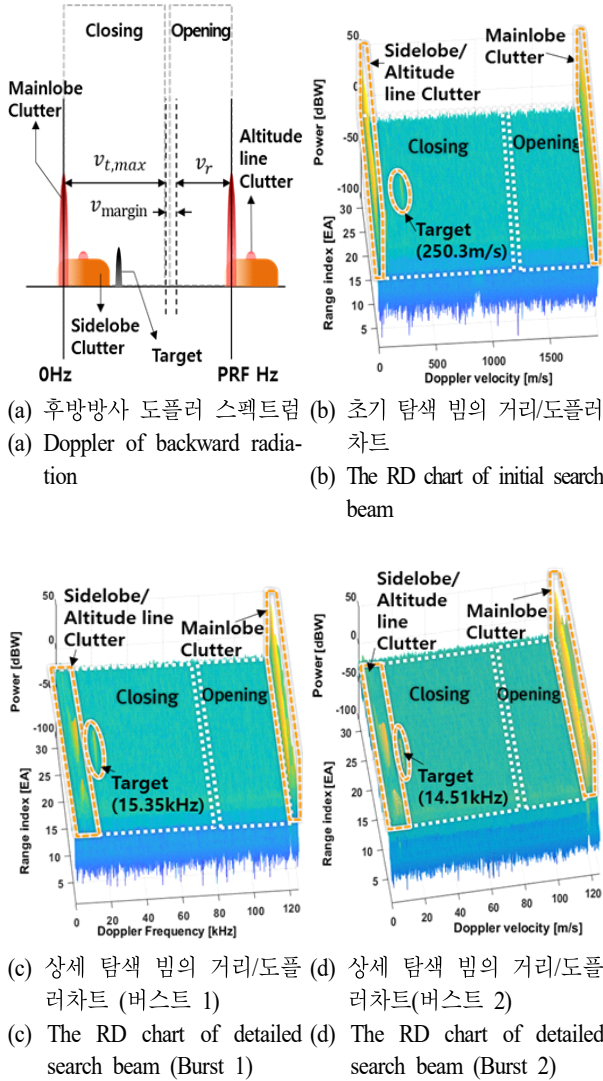 Closing
Opening
Mainlobe
Clutter
Altitude
line
Clutter
v_{t,max}
v_r
v_{margin}
Sidelobe
Clutter
Target
0Hz
PRF Hz
(a) 후방방사 도플러 스펙트럼
(a) Doppler of backward radia-
tion
Mainlobe
Clutter
Sidelobe/
Altitude
line Clutter
Closing
Opening
Target
(250.3m/s)
Power [dBW]
50
0
-50
-100
Range index [EA]
30
25
20
15
10
5
0
500
1000
1500
Doppler velocity [m/s]
(b) 초기 탐색 빔의 거리/도플러
차트
(b) The RD chart of initial search
beam
Sidelobe/
Altitude line
Clutter
Mainlobe
Clutter
Closing
Opening
Target
(15.35kHz)
Power [dBW]
50
0
-50
-100
Range index [EA]
30
25
20
15
10
5
0
20
40
60
80
100
120
Doppler Frequency [kHz]
(c) 상세 탐색 빔의 거리/도플
러차트 (버스트 1)
(c) The RD chart of detailed
search beam (Burst 1)
Sidelobe/
Altitude
line
Clutter
Mainlobe
Clutter
Closing
Opening
Target
(14.51kHz)
Power [dBW]
50
0
-50
-100
Range index [EA]
30
25
20
15
10
5
0
20
40
60
80
100
120
Doppler velocity [m/s]
(d) 상세 탐색 빔의 거리/도플
러차트(버스트 2)
(d) The RD chart of detailed
search beam (Burst 2)